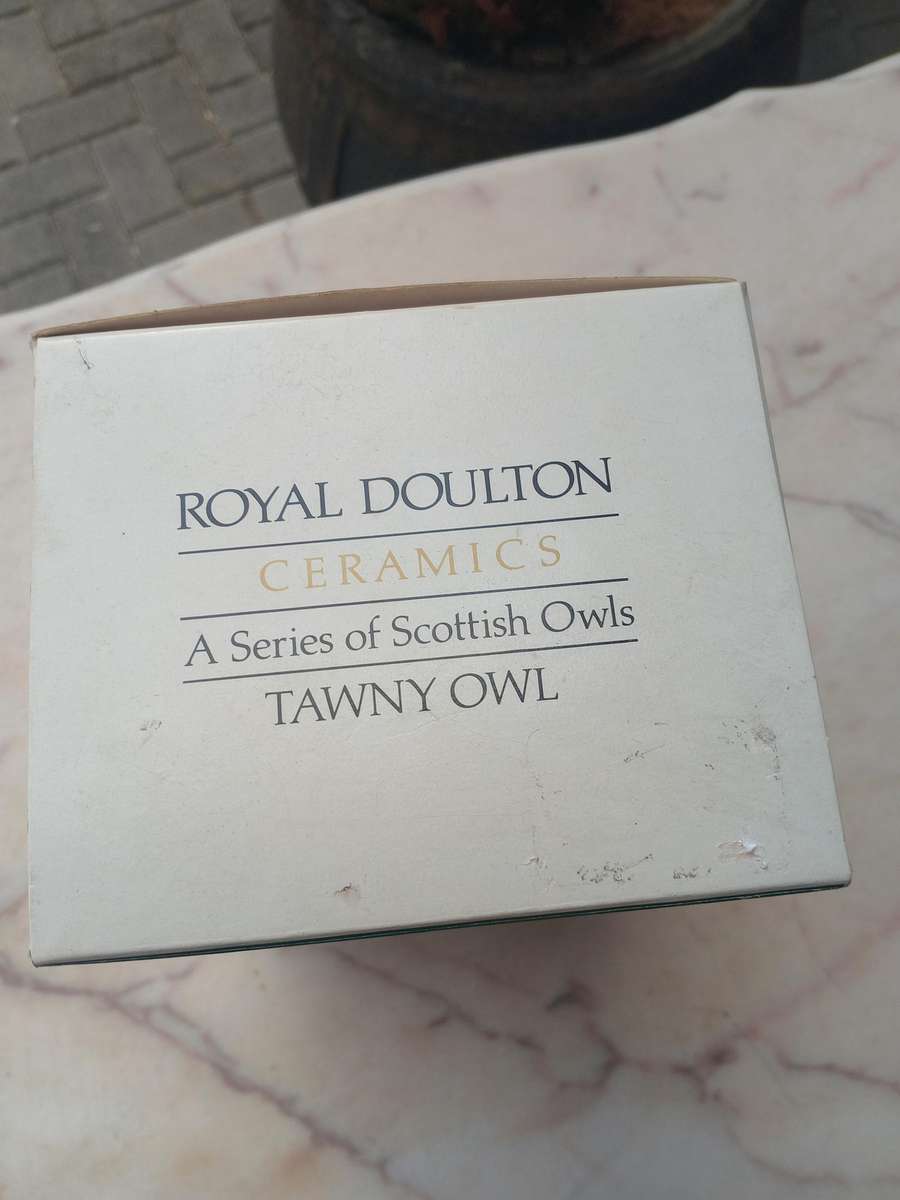 ROYAL DOULTON
CERAMICS
A Series of Scottish Owls
TAWNY OWL